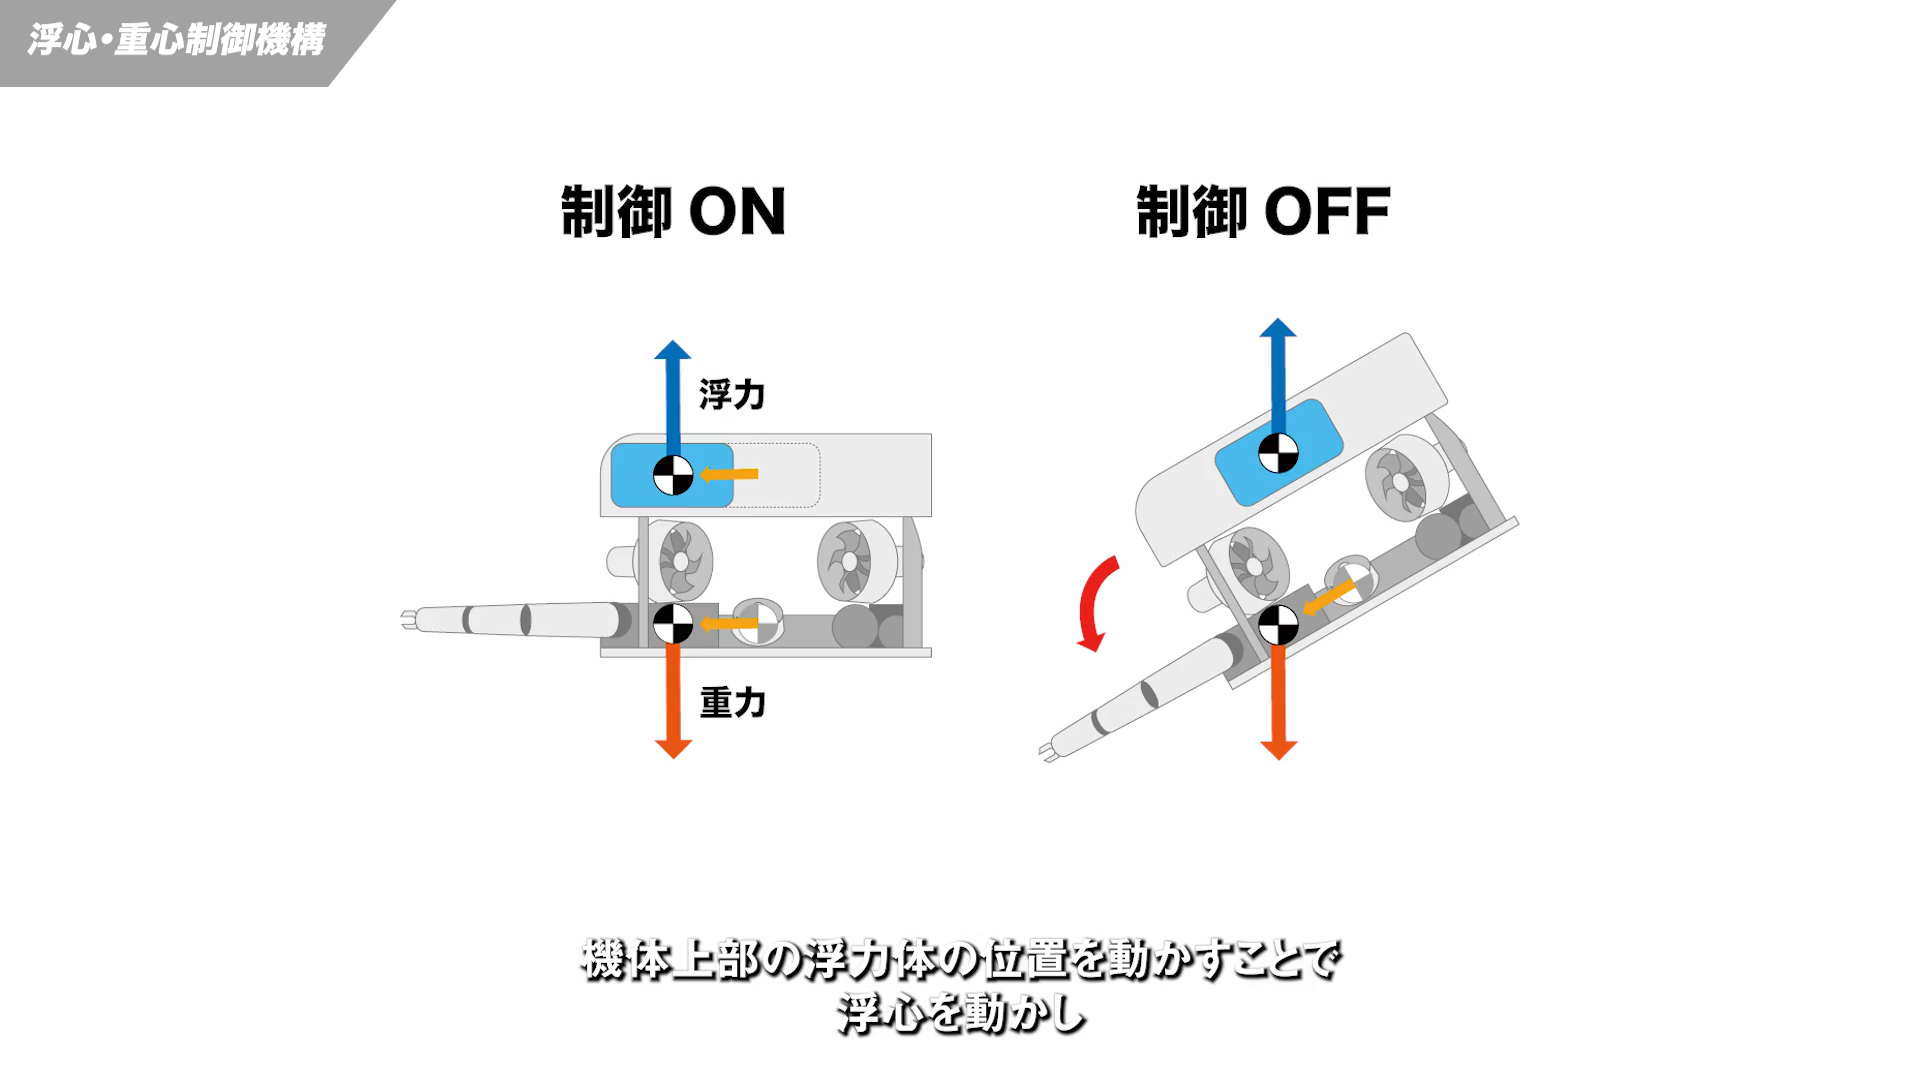 浮心・重心制御機構
制御 ON
制御 OFF
浮力
重力
機体上部の浮力体の位置を動かすことで
浮心を動かし